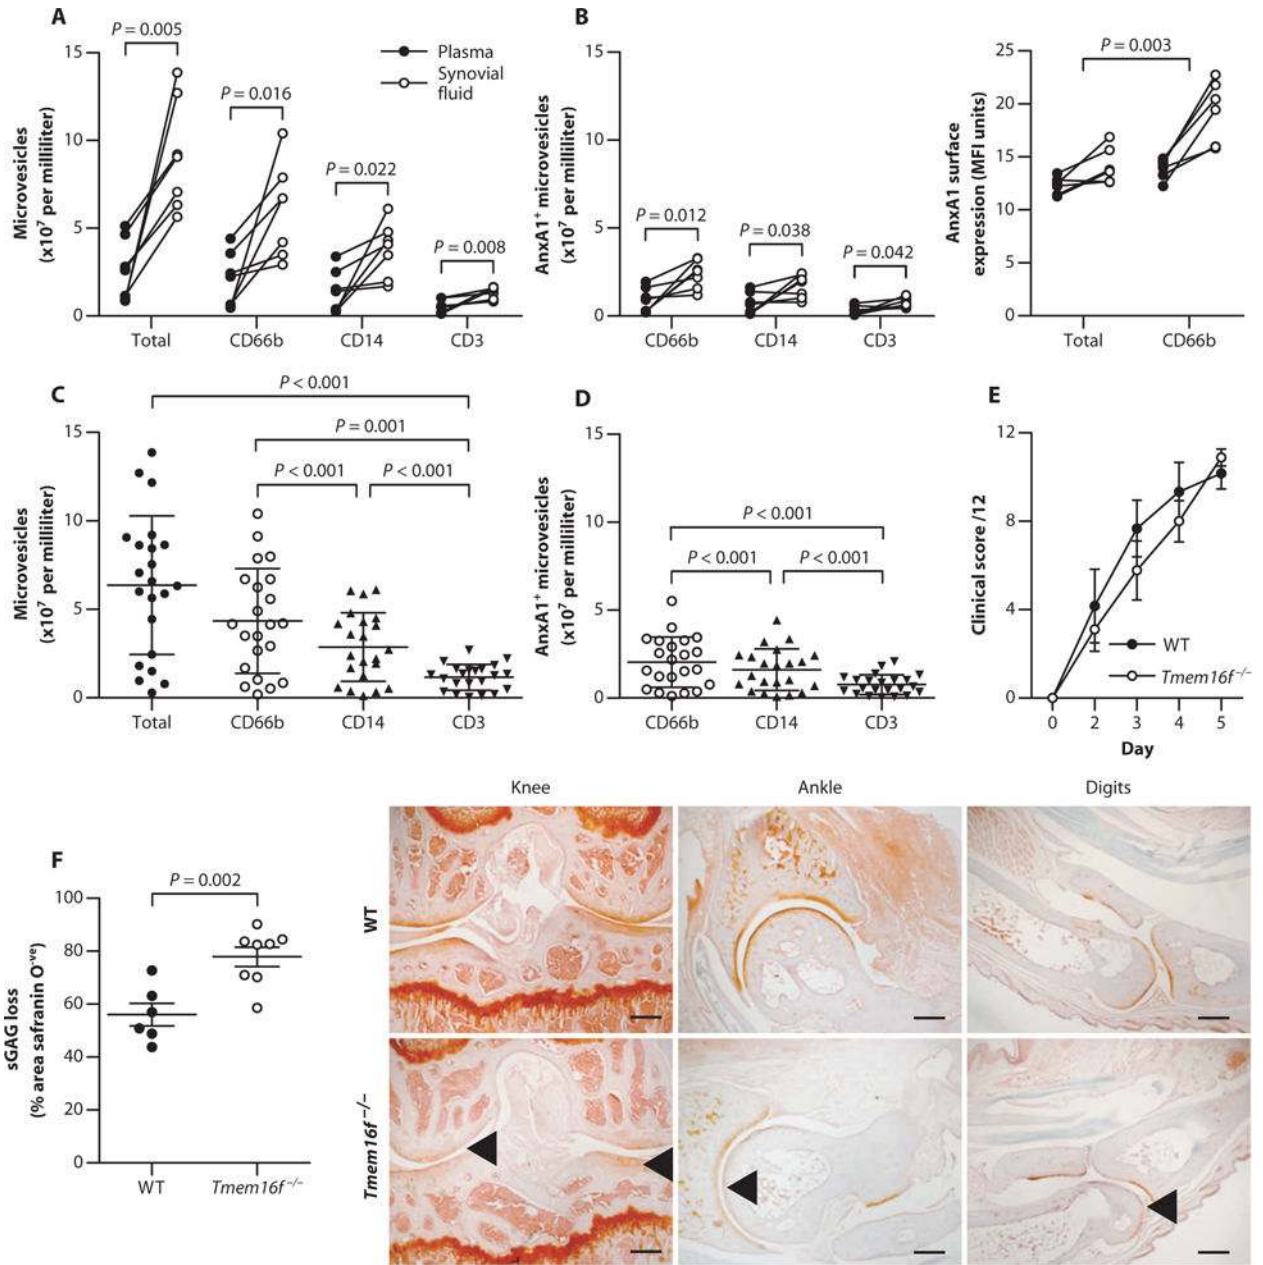 A
P = 0.005
P = 0.016
P = 0.022
P = 0.008
Plasma
Synovial
fluid
Microvesicles
(x10⁷ per milliliter)
15
10
5
0
Total
CD66b
CD14
CD3
B
AnxA1⁺ microvesicles
(x10⁷ per milliliter)
15
10
5
0
P = 0.012
P = 0.038
P = 0.042
CD66b
CD14
CD3
AnxA1 surface
expression (MFI units)
25
20
15
10
5
0
P = 0.003
Total
CD66b
C
P < 0.001
P = 0.001
P < 0.001
P < 0.001
Microvesicles
(x10⁷ per milliliter)
15
10
5
0
Total
CD66b
CD14
CD3
D
AnxA1⁺ microvesicles
(x10⁷ per milliliter)
15
10
5
0
P < 0.001
P < 0.001
P < 0.001
CD66b
CD14
CD3
E
Clinical score /12
12
8
4
0
WT
Tmem16f⁻/⁻
0
2
3
4
5
Day
F
P = 0.002
sGAG loss
(% area safranin O⁻ᵛᵉ)
100
80
60
40
20
0
WT
Tmem16f⁻/⁻
Knee
Ankle
Digits
WT
Tmem16f⁻/⁻